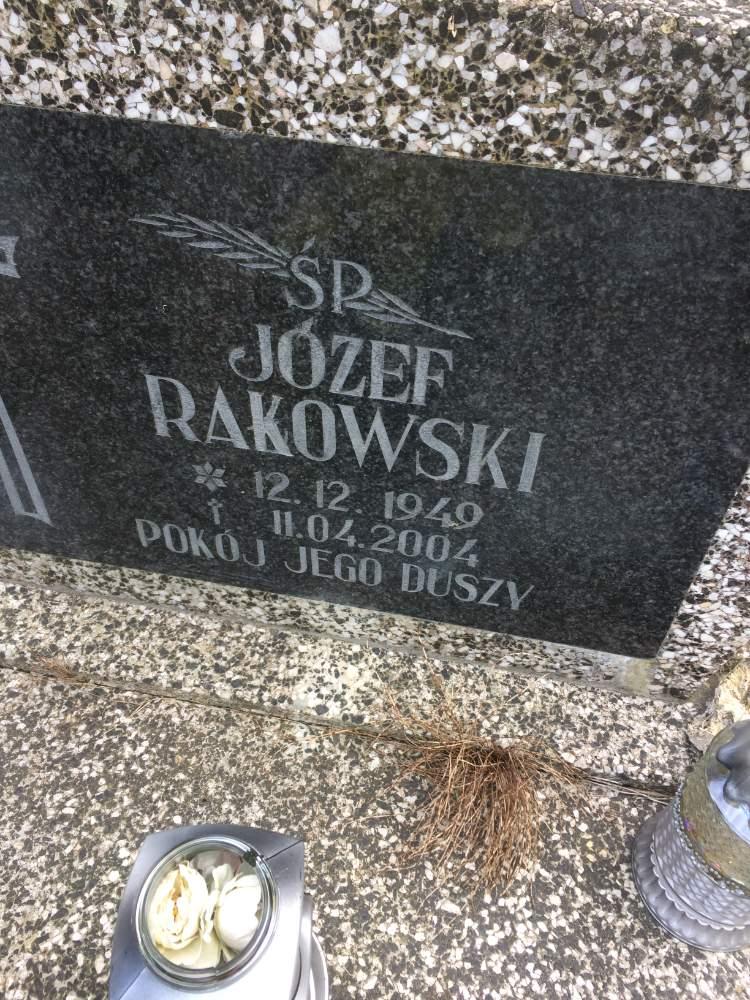 ŚP
JÓZEF
RAKOWSKI
12.12.1949
† 11.04.2004
POKÓJ JEGO DUSZY